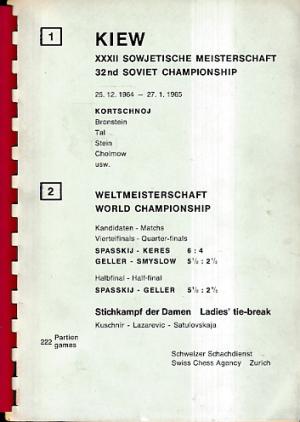 1 KIEW
XXXII SOWJETISCHE MEISTERSCHAFT
32nd SOVIET CHAMPIONSHIP
25. 12. 1964 — 27. 1. 1965
KORTSCHNOJ
Bronstein
Tal
Stein
Cholmow
usw.
2 WELTMEISTERSCHAFT
WORLD CHAMPIONSHIP
Kandidaten - Matchs
Viertelfinals - Quarter-finals
SPASSKIJ - KERES 6 : 4
GELLER - SMYSLOW 5½ : 2½
Halbfinal - Half-final
SPASSKIJ - GELLER 5½ : 2½
Stichkampf der Damen Ladies' tie-break
Kuschnir - Lazarevic - Satulovskaja
222 Partien
games
Schweizer Schachdienst
Swiss Chess Agency Zurich